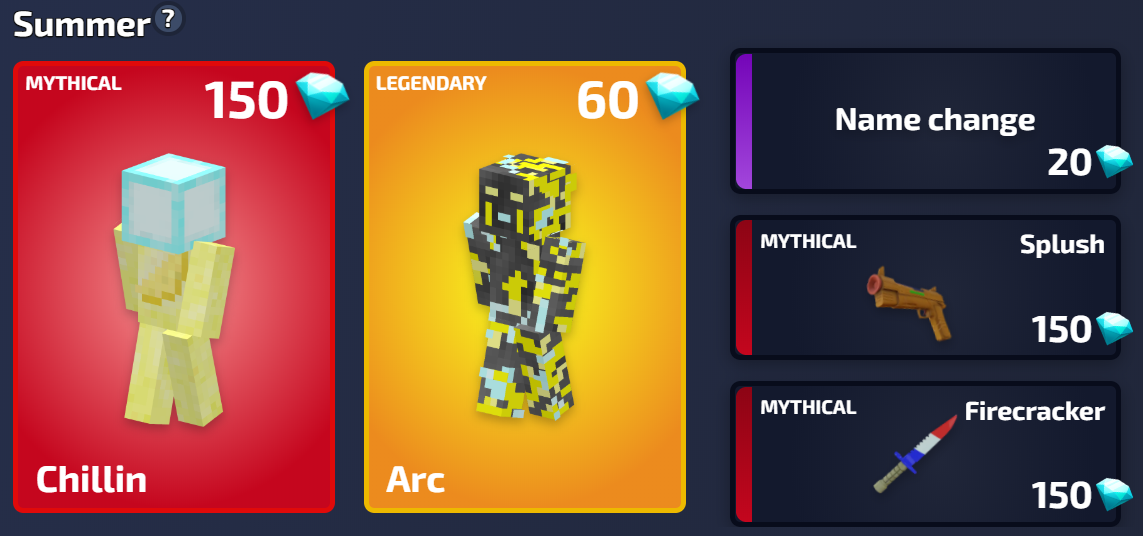 Summer ?
MYTHICAL
150
Chillin
LEGENDARY
60
Arc
Name change
20
MYTHICAL
Splush
150
MYTHICAL
Firecracker
150